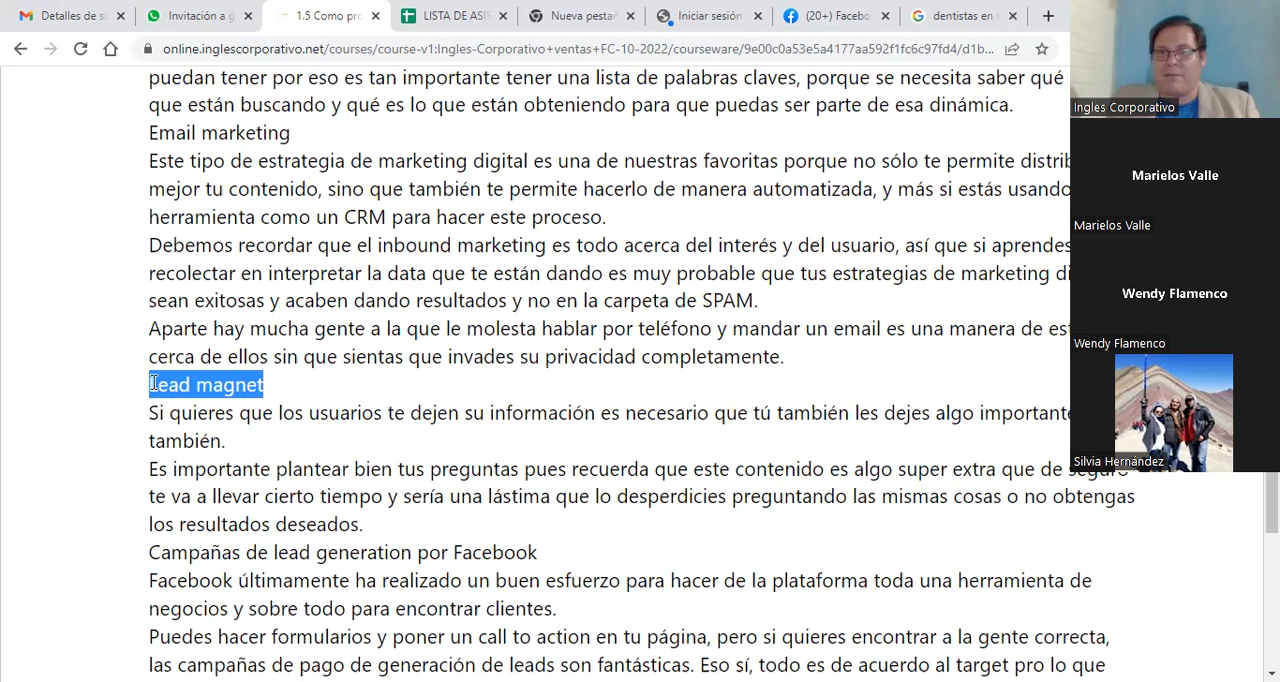 Detalles de si
Invitación a g
1.5 Como pro
LISTA DE ASIS
Nueva pestañ
Iniciar sesión
(20+) Facebo
dentistas en s
online.inglescorporativo.net/courses/course-v1:Ingles-Corporativo+ventas+FC-10-2022/courseware/9e00c0a53e5a4177aa592f1fc6c97fd4/d1b...
puedan tener por eso es tan importante tener una lista de palabras claves, porque se necesita saber qué
que están buscando y qué es lo que están obteniendo para que puedas ser parte de esa dinámica.
Email marketing
Este tipo de estrategia de marketing digital es una de nuestras favoritas porque no sólo te permite distrib
mejor tu contenido, sino que también te permite hacerlo de manera automatizada, y más si estás usando
herramienta como un CRM para hacer este proceso.
Debemos recordar que el inbound marketing es todo acerca del interés y del usuario, así que si aprendes
recolectar en interpretar la data que te están dando es muy probable que tus estrategias de marketing di
sean exitosas y acaben dando resultados y no en la carpeta de SPAM.
Aparte hay mucha gente a la que le molesta hablar por teléfono y mandar un email es una manera de est
cerca de ellos sin que sientas que invades su privacidad completamente.
Lead magnet
Si quieres que los usuarios te dejen su información es necesario que tú también les dejes algo importante
también.
Es importante plantear bien tus preguntas pues recuerda que este contenido es algo super extra que de seguro
te va a llevar cierto tiempo y sería una lástima que lo desperdicies preguntando las mismas cosas o no obtengas
los resultados deseados.
Campañas de lead generation por Facebook
Facebook últimamente ha realizado un buen esfuerzo para hacer de la plataforma toda una herramienta de
negocios y sobre todo para encontrar clientes.
Puedes hacer formularios y poner un call to action en tu página, pero si quieres encontrar a la gente correcta,
las campañas de pago de generación de leads son fantásticas. Eso sí, todo es de acuerdo al target pro lo que
Ingles Corporativo
Marielos Valle
Marielos Valle
Wendy Flamenco
Wendy Flamenco
Silvia Hernández